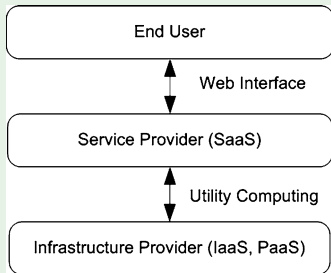 End User
Web Interface
Service Provider (SaaS)
Utility Computing
Infrastructure Provider (IaaS, PaaS)